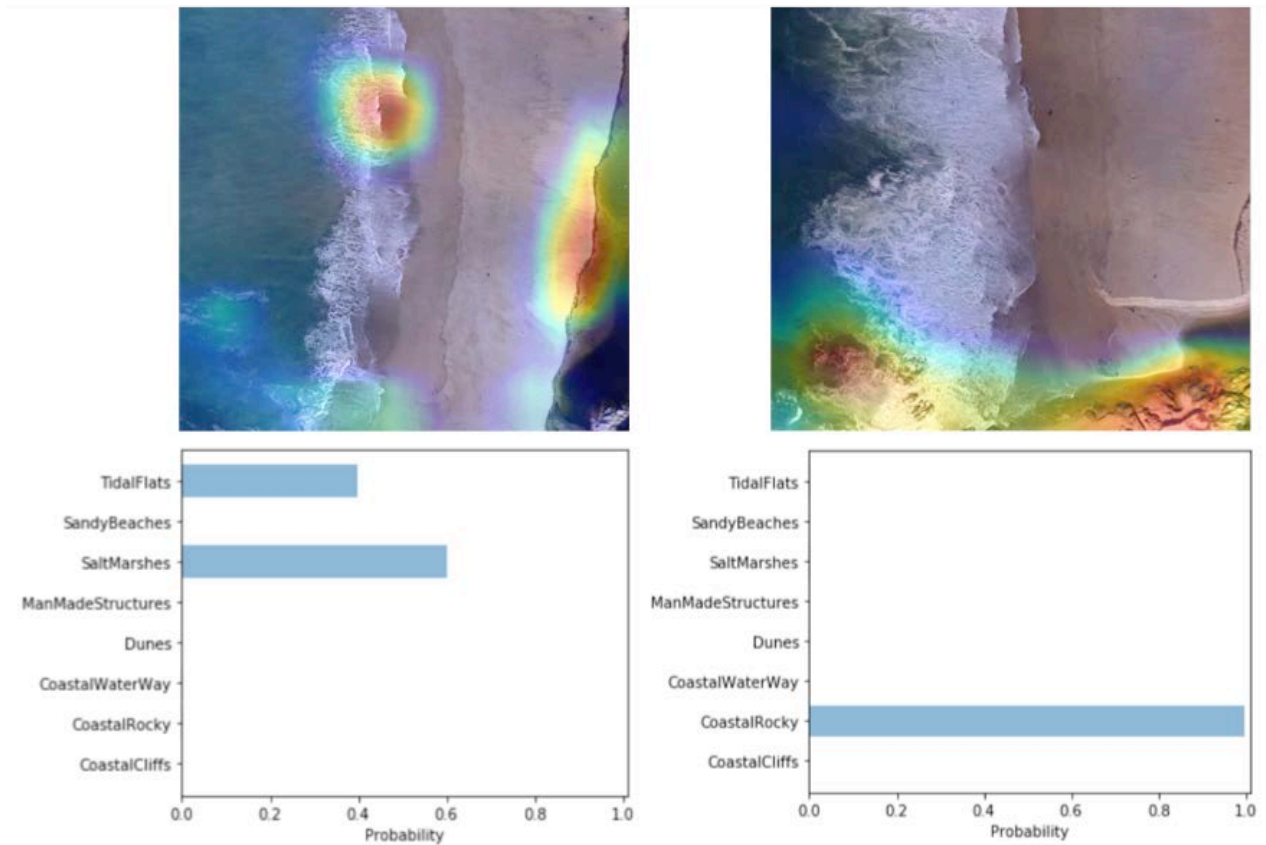 TidalFlats
SandyBeaches
SaltMarshes
ManMadeStructures
Dunes
CoastalWaterWay
CoastalRocky
CoastalCliffs
0.0 0.2 0.4 0.6 0.8 1.0
Probability
TidalFlats
SandyBeaches
SaltMarshes
ManMadeStructures
Dunes
CoastalWaterWay
CoastalRocky
CoastalCliffs
0.0 0.2 0.4 0.6 0.8 1.0
Probability